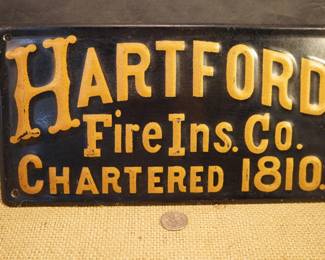 HARTFORD
Fire Ins. Co.
CHARTERED 1810.